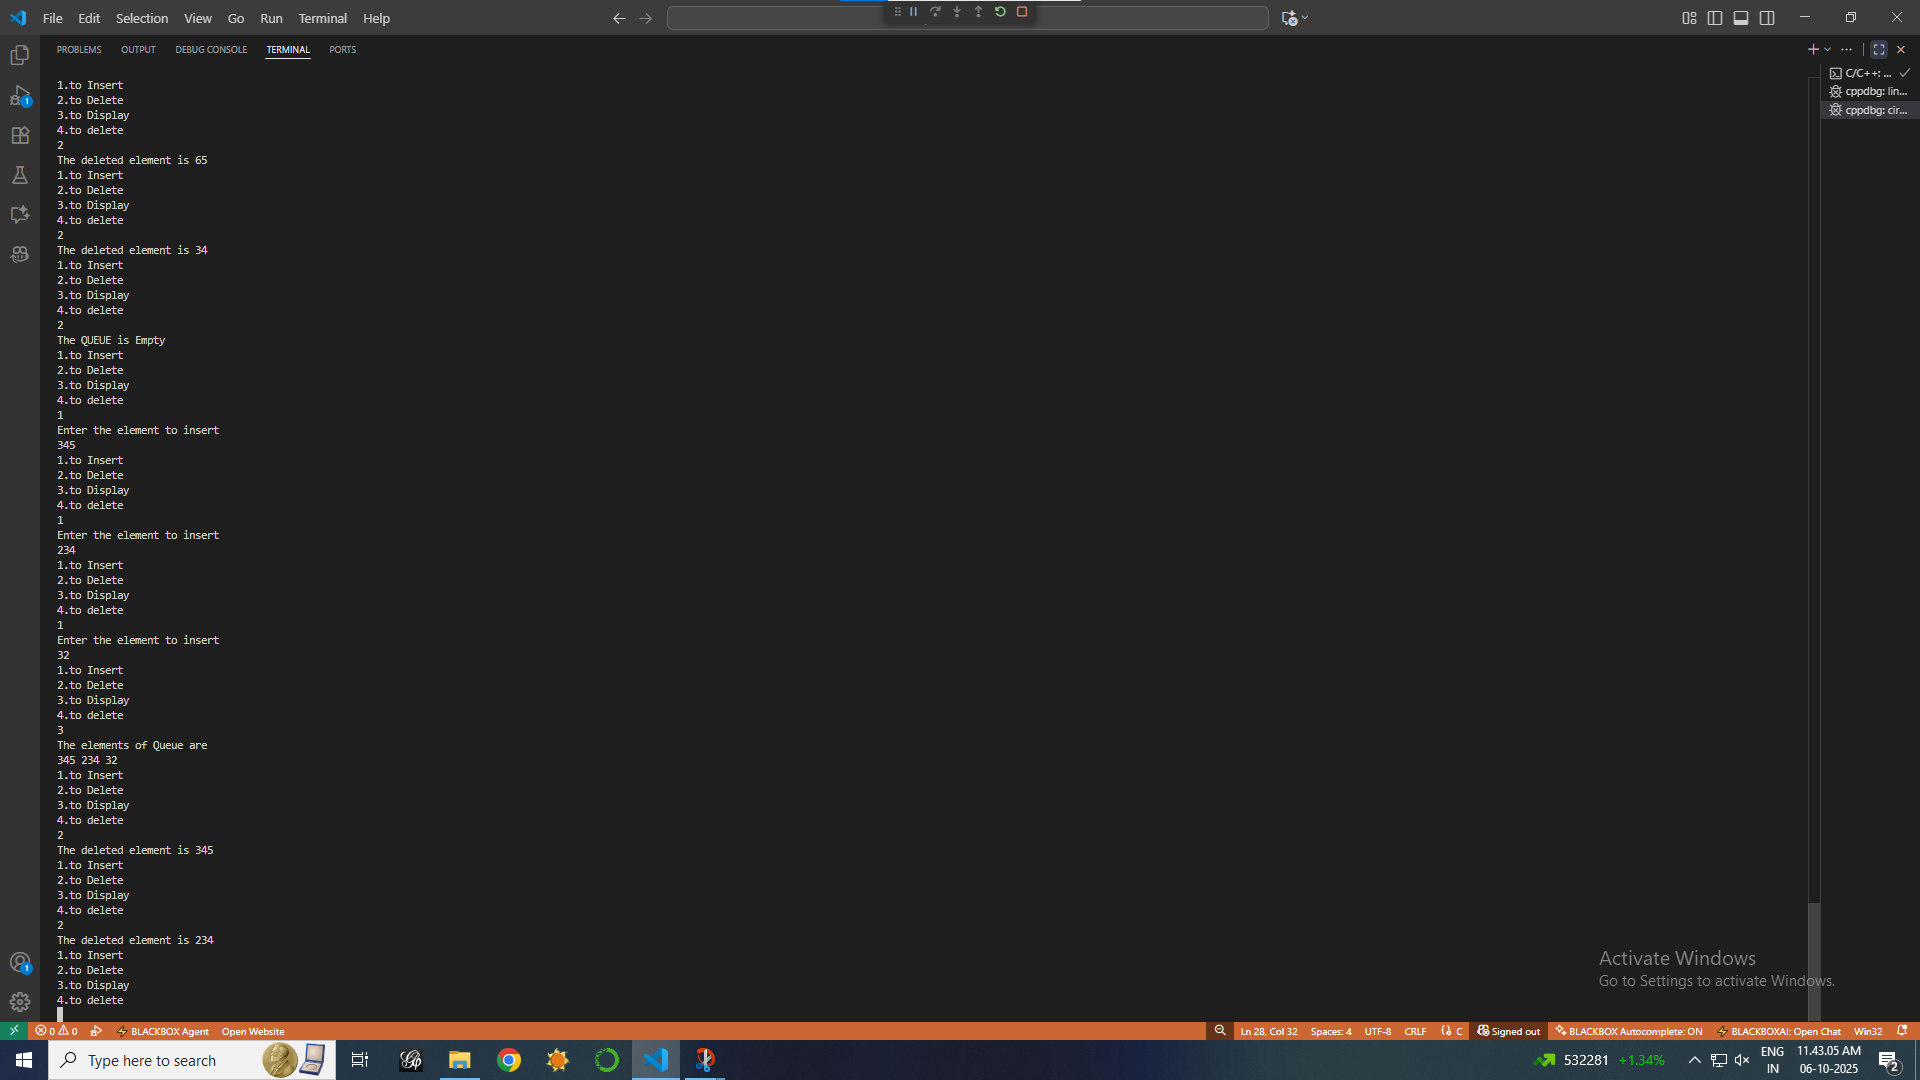 File Edit Selection View Go Run Terminal Help
PROBLEMS OUTPUT DEBUG CONSOLE TERMINAL PORTS
C/C++: ...
cppdbg: lin...
cppdbg: cir...
1.to Insert
2.to Delete
3.to Display
4.to delete
2
The deleted element is 65
1.to Insert
2.to Delete
3.to Display
4.to delete
2
The deleted element is 34
1.to Insert
2.to Delete
3.to Display
4.to delete
2
The QUEUE is Empty
1.to Insert
2.to Delete
3.to Display
4.to delete
1
Enter the element to insert
345
1.to Insert
2.to Delete
3.to Display
4.to delete
1
Enter the element to insert
234
1.to Insert
2.to Delete
3.to Display
4.to delete
1
Enter the element to insert
32
1.to Insert
2.to Delete
3.to Display
4.to delete
3
The elements of Queue are
345 234 32
1.to Insert
2.to Delete
3.to Display
4.to delete
2
The deleted element is 345
1.to Insert
2.to Delete
3.to Display
4.to delete
2
The deleted element is 234
1.to Insert
2.to Delete
3.to Display
4.to delete
1
1
Activate Windows
Go to Settings to activate Windows.
0 0 BLACKBOX Agent Open Website Ln 28, Col 32 Spaces: 4 UTF-8 CRLF C Signed out BLACKBOX Autocomplete: ON BLACKBOXAI: Open Chat Win32
Type here to search
532281 +1.34%
ENG
IN
11.43.05 AM
06-10-2025
2